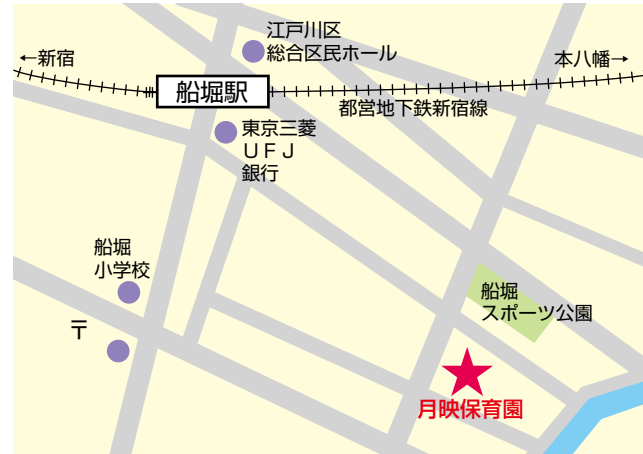 江戸川区
総合区民ホール
←新宿
本八幡→
船堀駅
都営地下鉄新宿線
東京三菱
ＵＦＪ
銀行
船堀
小学校
〒
船堀
スポーツ公園
月映保育園